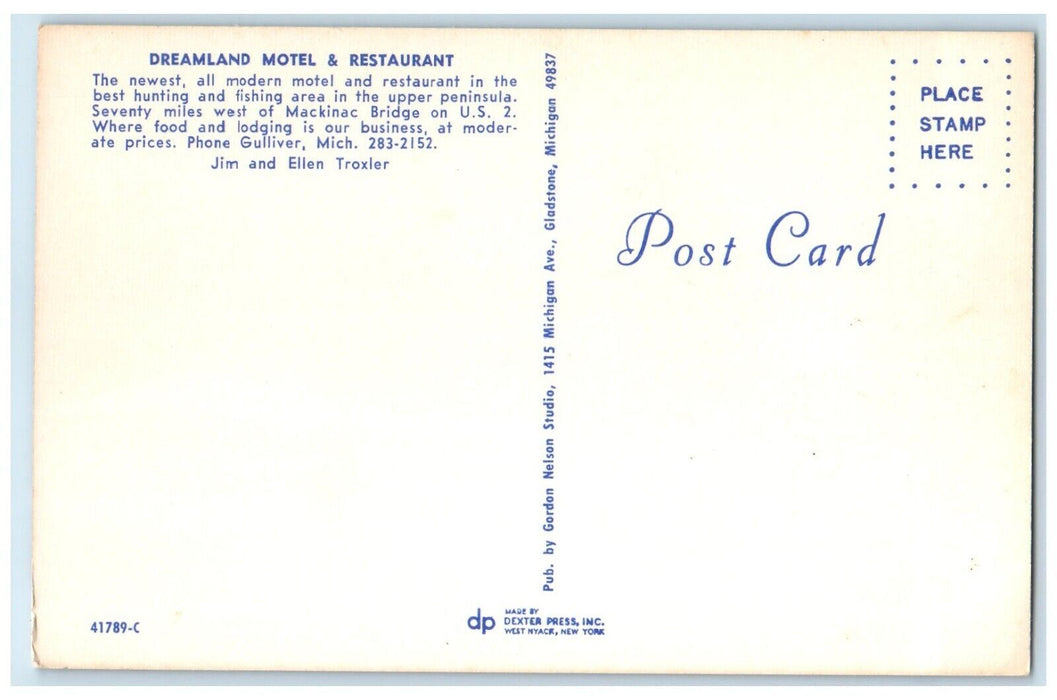 DREAMLAND MOTEL & RESTAURANT
The newest, all modern motel and restaurant in the
best hunting and fishing area in the upper peninsula.
Seventy miles west of Mackinac Bridge on U.S. 2.
Where food and lodging is our business, at moder-
ate prices. Phone Gulliver, Mich. 283-2152.
Jim and Ellen Troxler
41789-C
Pub. by Gordon Nelson Studio, 1415 Michigan Ave., Gladstone, Michigan 49837
dp
MADE BY
DEXTER PRESS, INC.
WEST NYACK, NEW YORK
PLACE
STAMP
HERE
Post Card